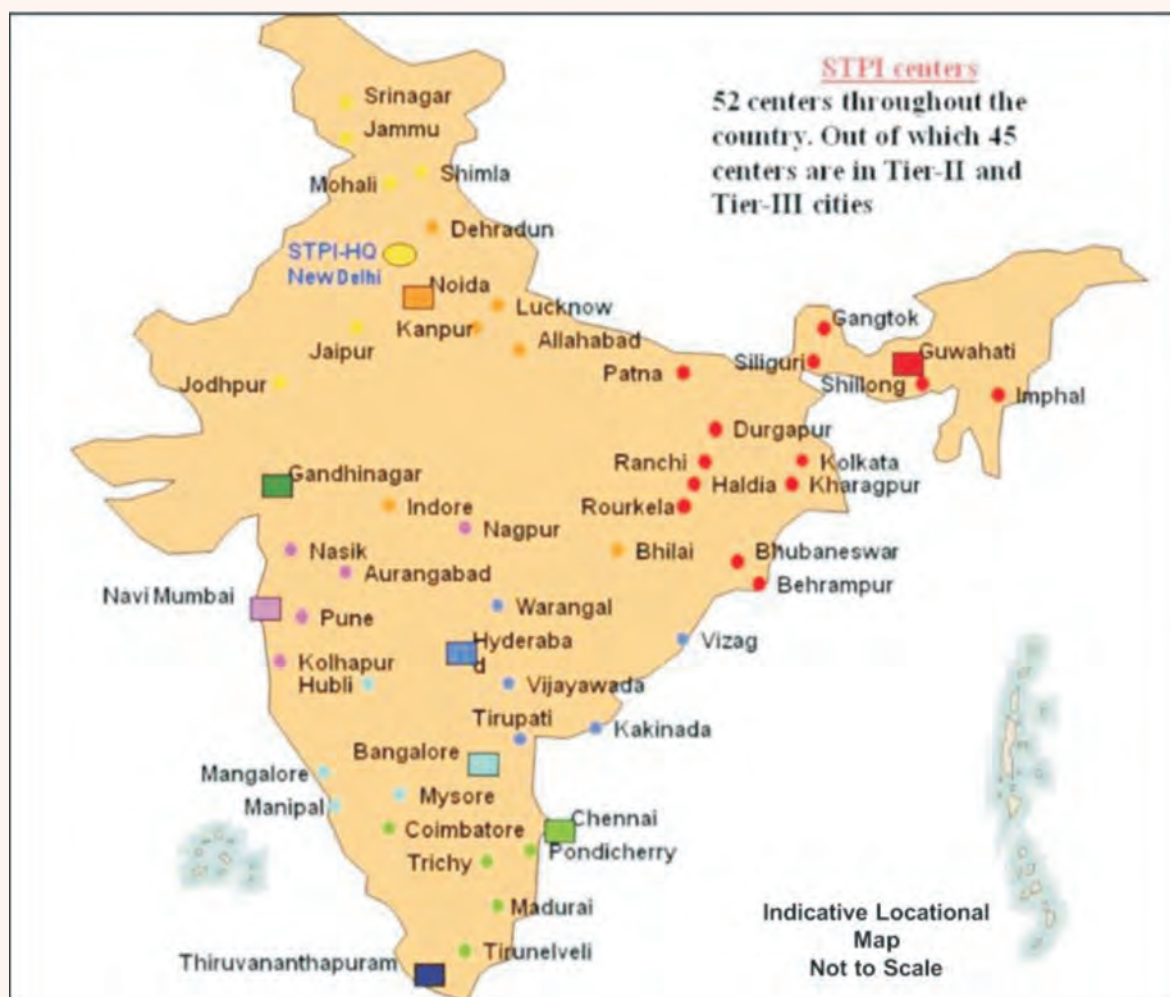 STPI centers
52 centers throughout the
country. Out of which 45
centers are in Tier-II and
Tier-III cities
Srinagar
Jammu
Shimla
Mohali
Dehradun
STPI-HQ
New Delhi
Noida
Lucknow
Kanpur
Allahabad
Jaipur
Jodhpur
Patna
Gangtok
Siliguri
Guwahati
Shillong
Imphal
Durgapur
Ranchi
Kolkata
Haldia
Kharagpur
Rourkela
Gandhinagar
Indore
Nagpur
Bhilai
Bhubaneswar
Behrampur
Nasik
Aurangabad
Navi Mumbai
Pune
Warangal
Hyderaba
d
Vizag
Kolhapur
Hubli
Vijayawada
Tirupati
Kakinada
Bangalore
Mangalore
Manipal
Mysore
Coimbatore
Chennai
Pondicherry
Trichy
Madurai
Tirunelveli
Thiruvananthapuram
Indicative Locational
Map
Not to Scale